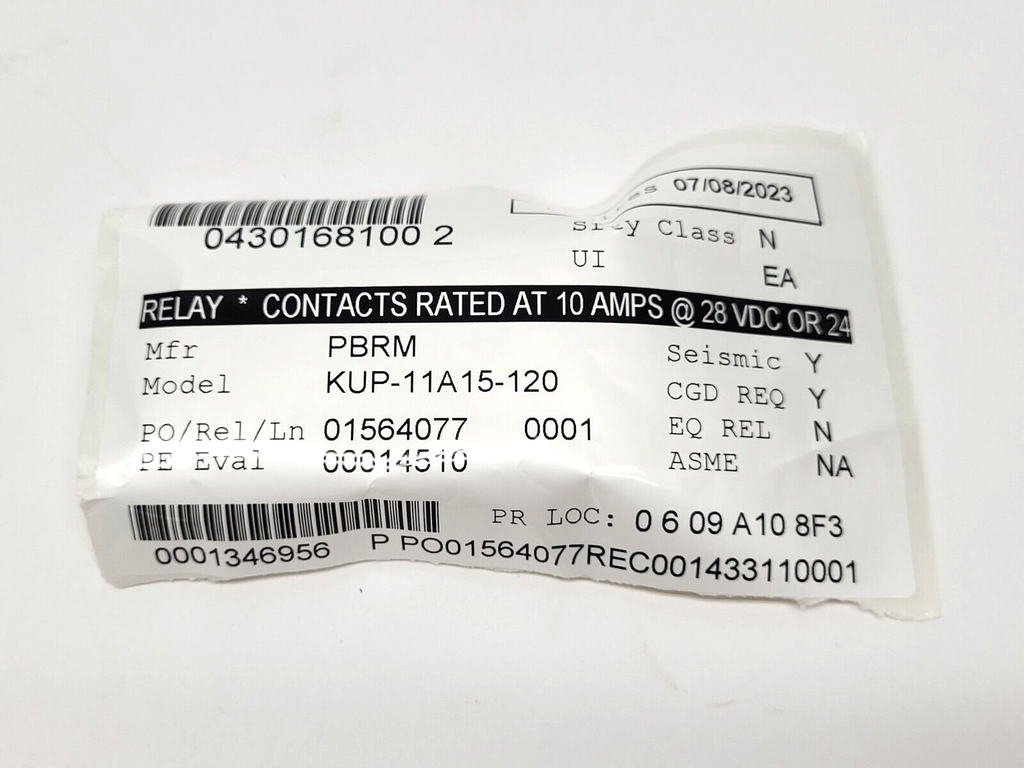 07/08/2023
0430168100 2
Class N
UI
EA
RELAY * CONTACTS RATED AT 10 AMPS @ 28 VDC OR 24
Mfr PBRM
Seismic Y
Model KUP-11A15-120
CGD REQ Y
PO/Rel/Ln 01564077 0001
EQ REL N
PE Eval 00014510
ASME NA
PR LOC: 0 6 09 A10 8F3
0001346956 P PO01564077REC001433110001